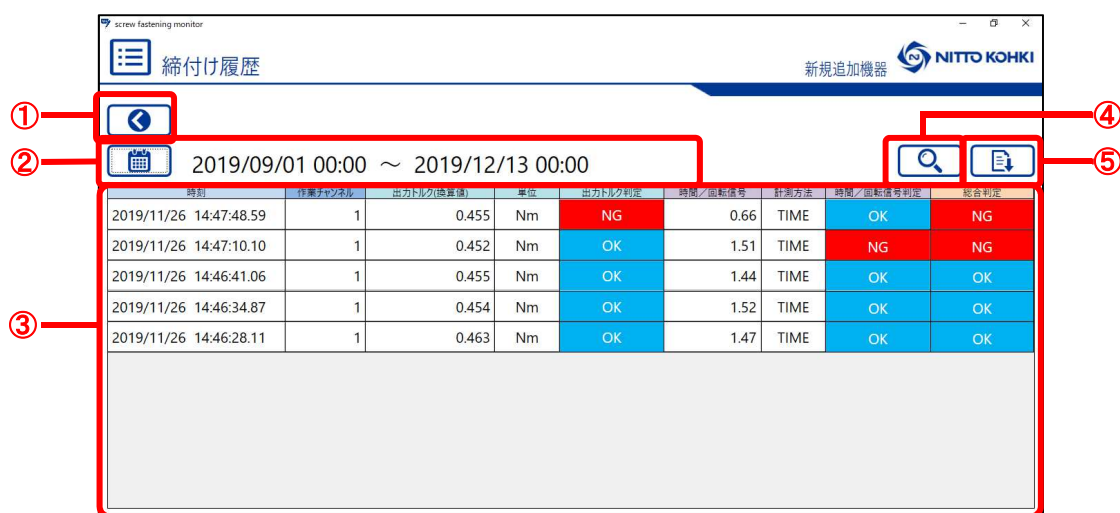 screw fastening monitor
締付け履歴
新規追加機器 NITTO KOHKI
①
④
②
2019/09/01 00:00 ～ 2019/12/13 00:00
⑤
時刻 作業チャンネル 出力トルク(換算値) 単位 出力トルク判定 時間／回転信号 計測方法 時間／回転信号判定 総合判定
2019/11/26 14:47:48.59 1 0.455 Nm NG 0.66 TIME OK NG
2019/11/26 14:47:10.10 1 0.452 Nm OK 1.51 TIME NG NG
2019/11/26 14:46:41.06 1 0.455 Nm OK 1.44 TIME OK OK
2019/11/26 14:46:34.87 1 0.454 Nm OK 1.52 TIME OK OK
③
2019/11/26 14:46:28.11 1 0.463 Nm OK 1.47 TIME OK OK